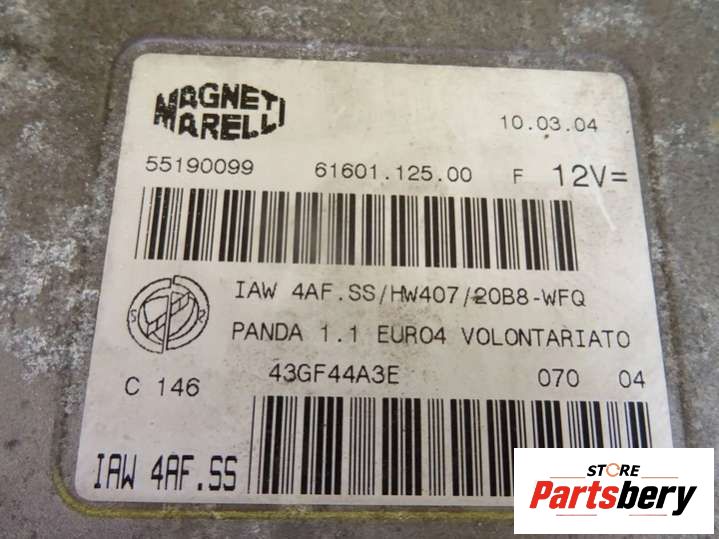 MAGNETI
MARELLI
10.03.04
55190099 61601.125.00 F 12V=
IAW 4AF.SS/HW407/20B8-WFQ
S P
PANDA 1.1 EURO4 VOLONTARIATO
C 146 43GF44A3E 070 04
IAW 4AF.SS
STORE
Partsbery